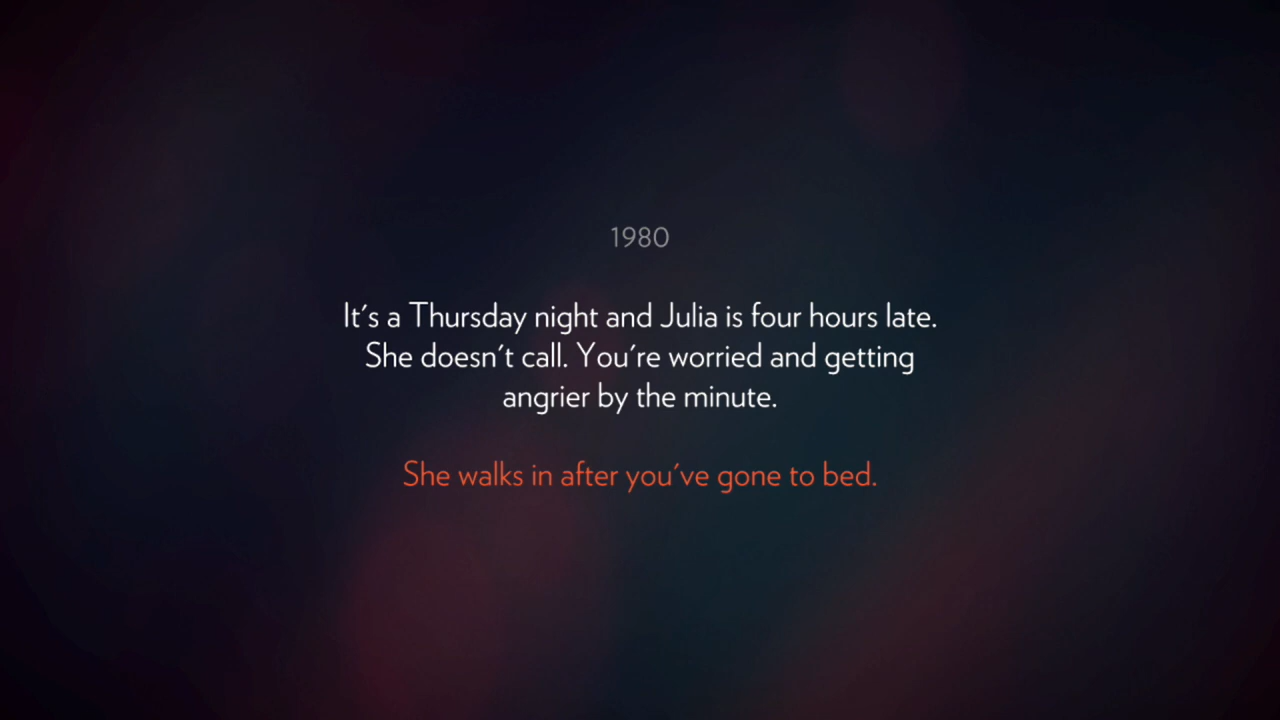 1980
It's a Thursday night and Julia is four hours late.
She doesn't call. You're worried and getting
angrier by the minute.
She walks in after you've gone to bed.